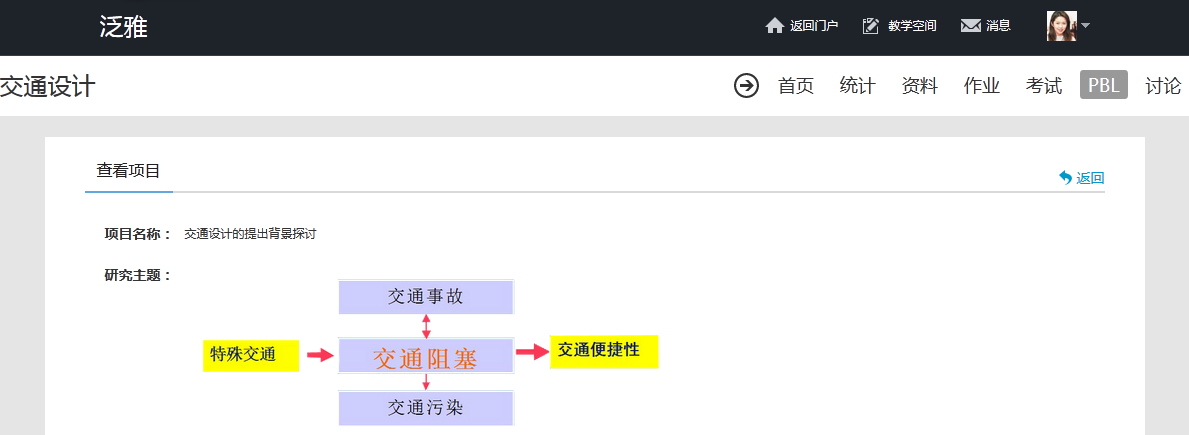 泛雅 返回门户 教学空间 消息
交通设计 首页 统计 资料 作业 考试 PBL 讨论
查看项目
返回
项目名称： 交通设计的提出背景探讨
研究主题：
交通事故
特殊交通 交通阻塞 交通便捷性
交通污染